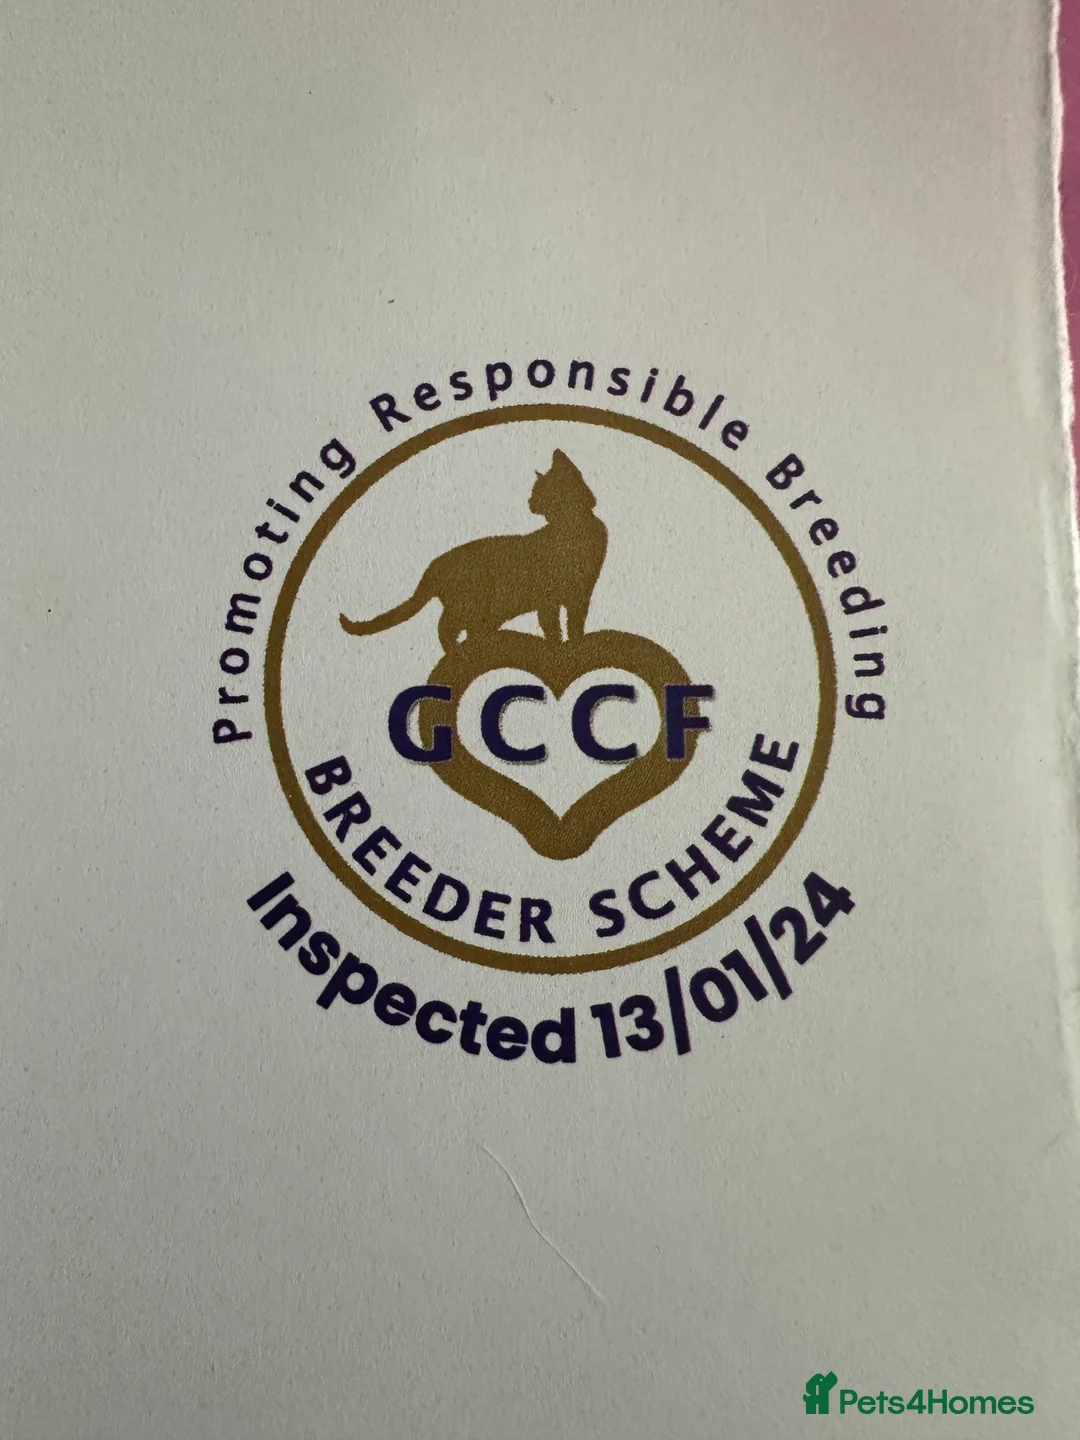 Promoting Responsible Breeding
GCCF
BREEDER SCHEME
Inspected 13/01/24
Pets4Homes